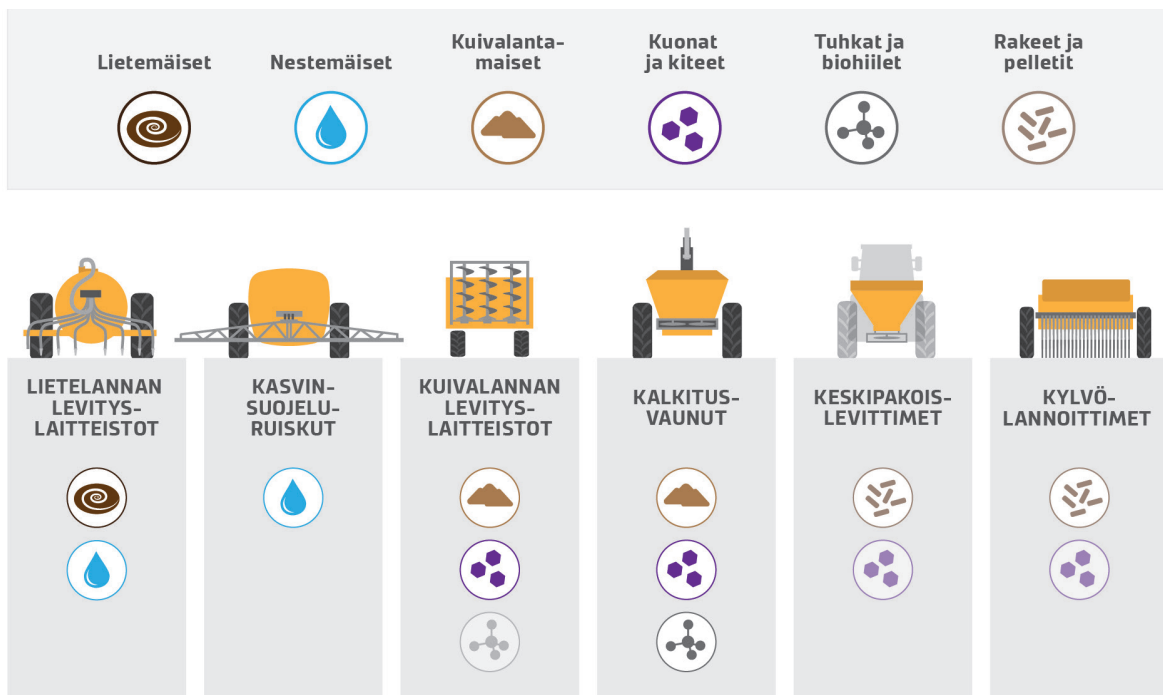 Lietemäiset
Nestemäiset
Kuivalanta-
maiset
Kuonat
ja kiteet
Tuhkat ja
biohiilet
Rakeet ja
pelletit
LIETELANNAN
LEVITYS-
LAITTEISTOT
KASVIN-
SUOJELU-
RUISKUT
KUIVALANNAN
LEVITYS-
LAITTEISTOT
KALKITUS-
VAUNUT
KESKIPAKOIS-
LEVITTIMET
KYLVÖ-
LANNOITTIMET